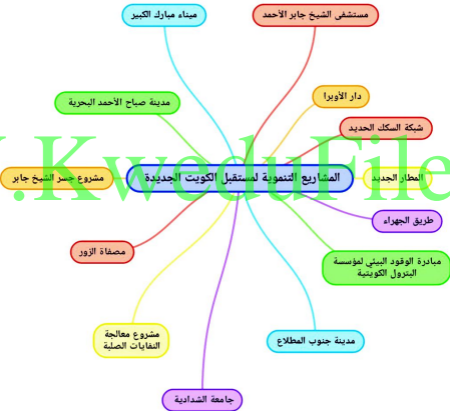 ميناء مبارك الكبير
مستشفى الشيخ جابر الأحمد
دار الأوبرا
مدينة صباح الأحمد البحرية
شبكة السكك الحديد
.KweduFile
المشاريع التنموية لمستقبل الكويت الجديدة
مشروع جسر الشيخ جابر
المطار الجديد
طريق الجهراء
مصفاة الزور
مبادرة الوقود البيئي لمؤسسة
البترول الكويتية
مشروع معالجة
النفايات الصلبة
مدينة جنوب المطلاع
جامعة الشدادية